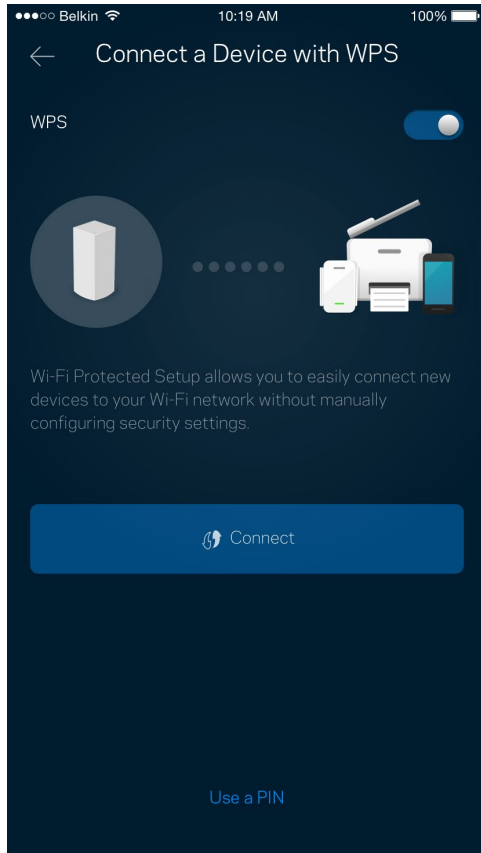 Belkin 10:19 AM 100%
Connect a Device with WPS
WPS
Wi-Fi Protected Setup allows you to easily connect new
devices to your Wi-Fi network without manually
configuring security settings.
Connect
Use a PIN